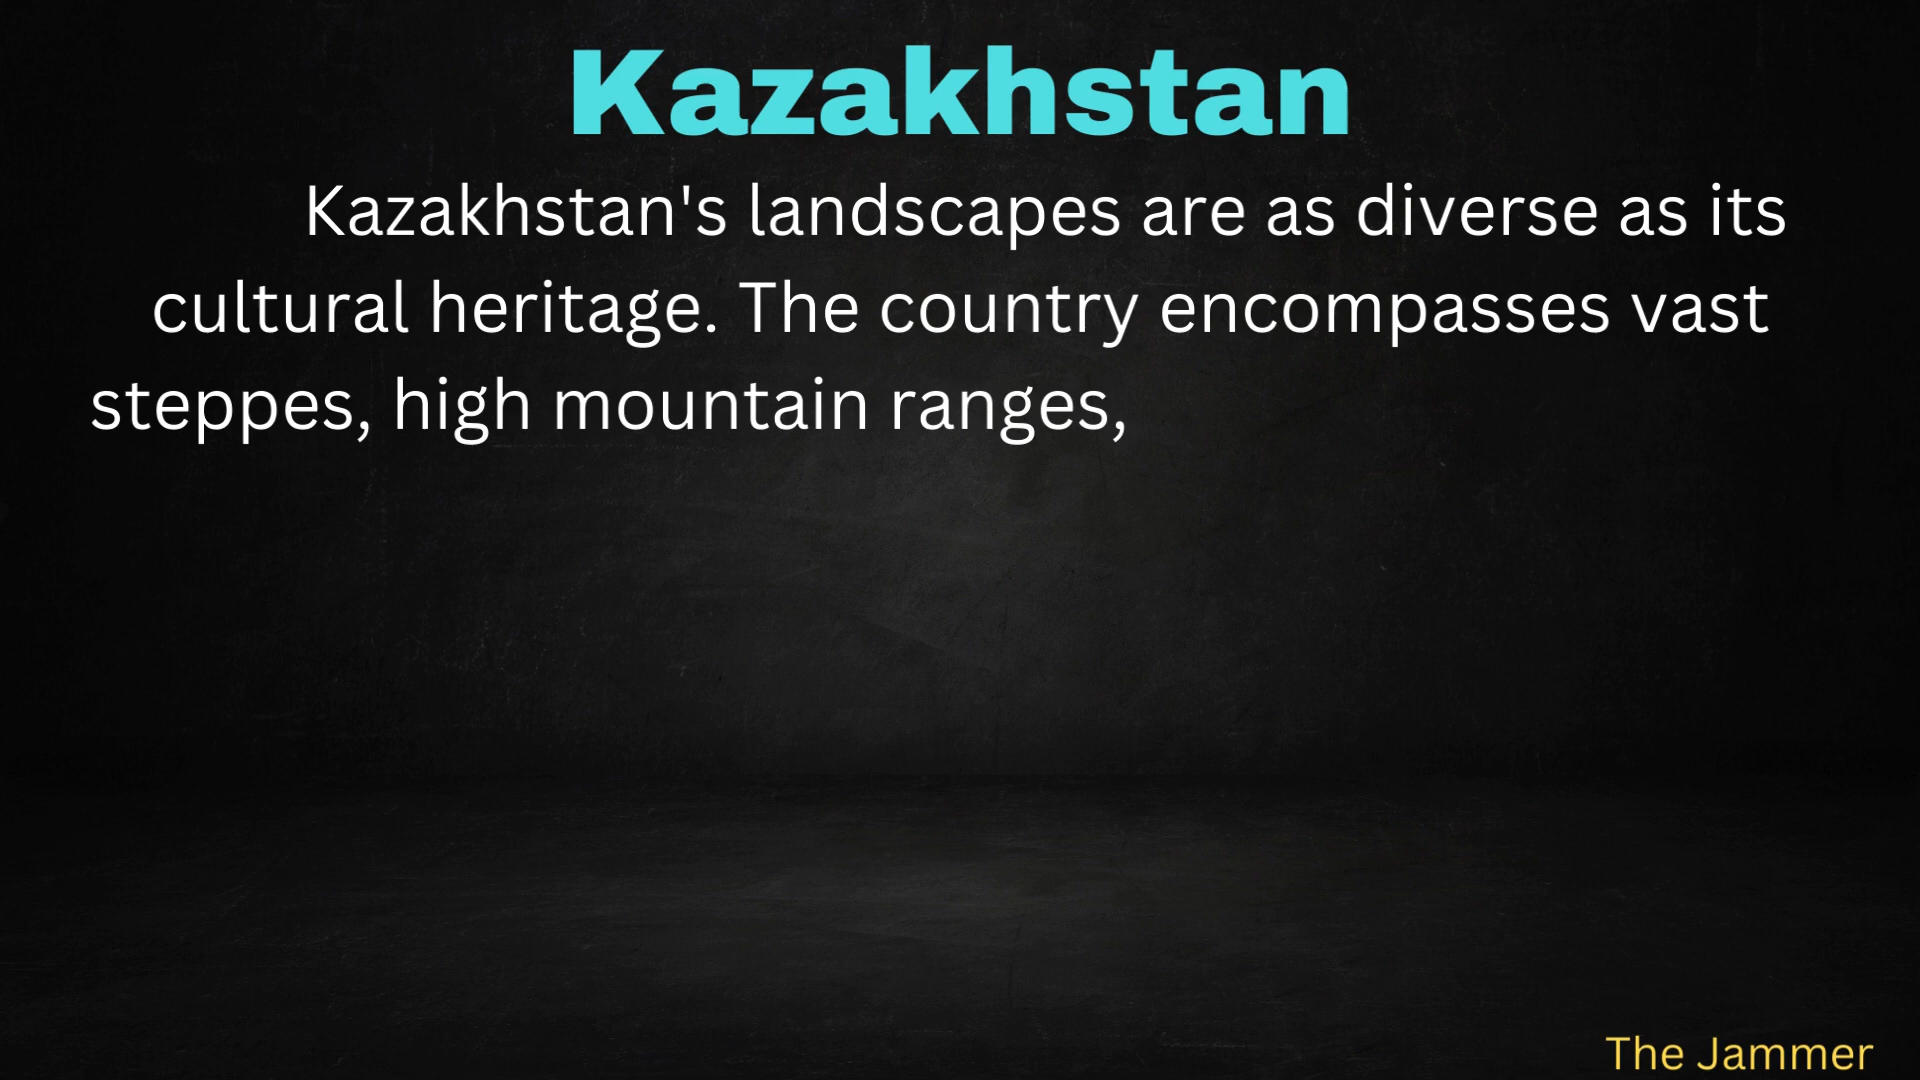 Kazakhstan
Kazakhstan's landscapes are as diverse as its
cultural heritage. The country encompasses vast
steppes, high mountain ranges,
The Jammer